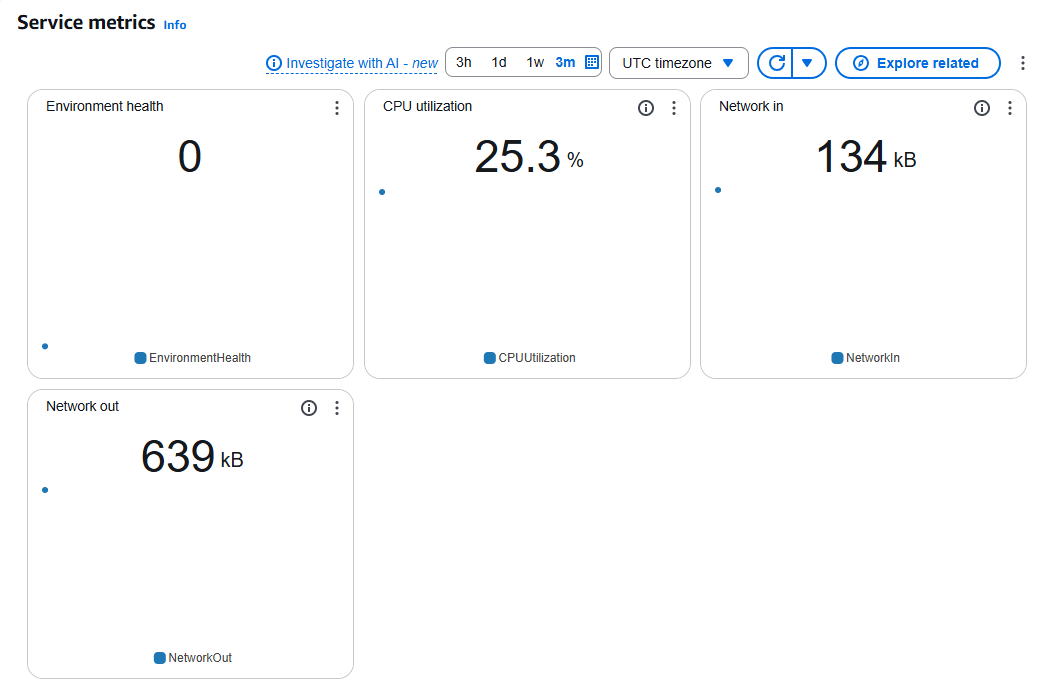 Service metrics Info
Investigate with AI - new 3h 1d 1w 3m UTC timezone Explore related
Environment health
0
EnvironmentHealth
CPU utilization
25.3 %
CPUUtilization
Network in
134 kB
NetworkIn
Network out
639 kB
NetworkOut